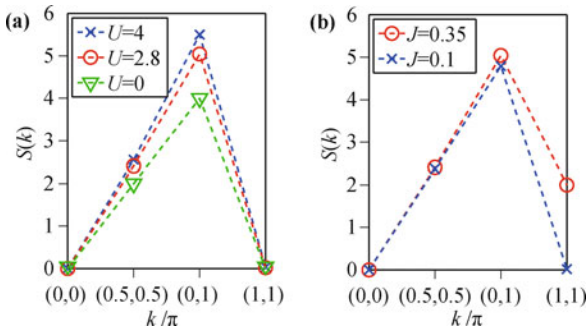 (a)
6
5
4
3
2
1
0
S(k)
U=4
U=2.8
U=0
(0,0) (0.5,0.5) (0,1) (1,1)
k/π
(b)
6
5
4
3
2
1
0
S(k)
J=0.35
J=0.1
(0,0) (0.5,0.5) (0,1) (1,1)
k/π